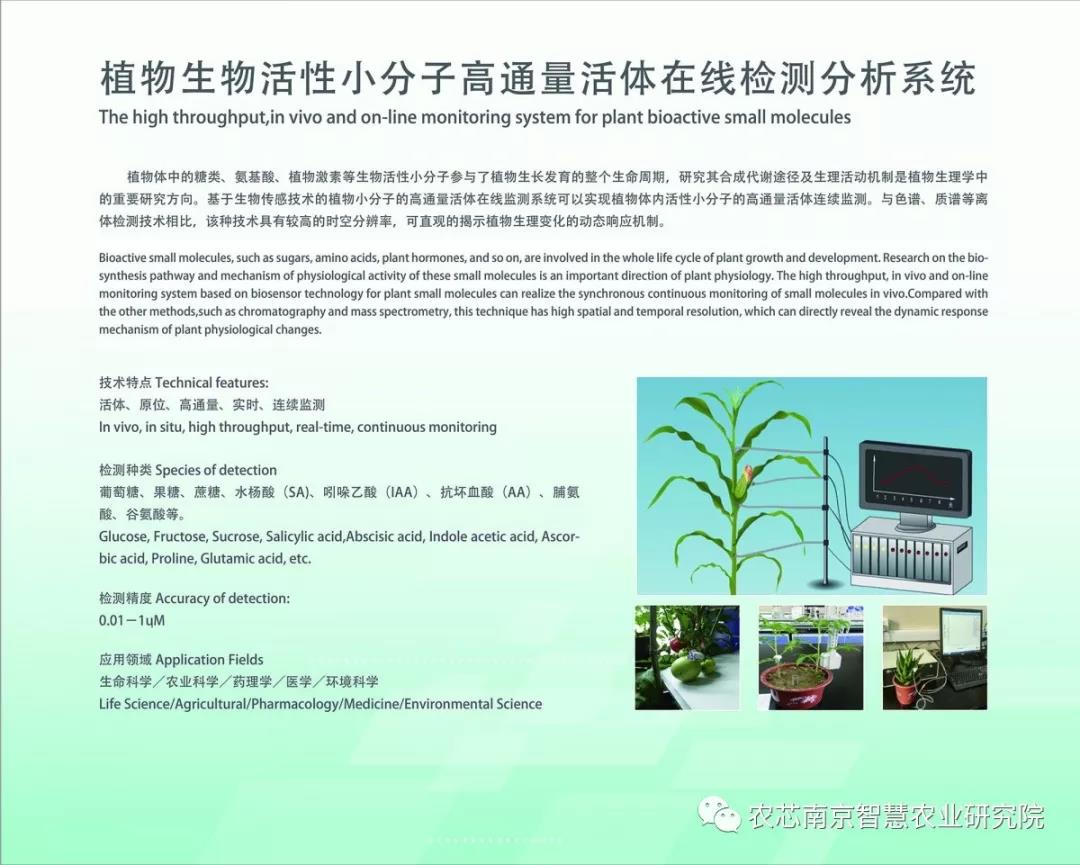 植物生物活性小分子高通量活体在线检测分析系统
The high throughput,in vivo and on-line monitoring system for plant bioactive small molecules
植物体中的糖类、氨基酸、植物激素等生物活性小分子参与了植物生长发育的整个生命周期，研究其合成代谢途径及生理活动机制是植物生理学中
的重要研究方向。基于生物传感技术的植物小分子的高通量活体在线监测系统可以实现植物体内活性小分子的高通量活体连续监测。与色谱、质谱等离
体检测技术相比，该种技术具有较高的时空分辨率，可直观的揭示植物生理变化的动态响应机制。
Bioactive small molecules, such as sugars, amino acids, plant hormones, and so on, are involved in the whole life cycle of plant growth and development. Research on the bio-
synthesis pathway and mechanism of physiological activity of these small molecules is an important direction of plant physiology. The high throughput, in vivo and on-line
monitoring system based on biosensor technology for plant small molecules can realize the synchronous continuous monitoring of small molecules in vivo.Compared with
the other methods,such as chromatography and mass spectrometry, this technique has high spatial and temporal resolution, which can directly reveal the dynamic response
mechanism of plant physiological changes.
技术特点 Technical features:
活体、原位、高通量、实时、连续监测
In vivo, in situ, high throughput, real-time, continuous monitoring
检测种类 Species of detection
葡萄糖、果糖、蔗糖、水杨酸（SA)、吲哚乙酸（IAA）、抗坏血酸（AA）、脯氨
酸、谷氨酸等。
Glucose, Fructose, Sucrose, Salicylic acid,Abscisic acid, Indole acetic acid, Ascor-
bic acid, Proline, Glutamic acid, etc.
检测精度 Accuracy of detection:
0.01－1ųM
应用领域 Application Fields
生命科学／农业科学／药理学／医学／环境科学
Life Science/Agricultural/Pharmacology/Medicine/Environmental Science
1 2 3 4 5 6 7 8
农芯南京智慧农业研究院